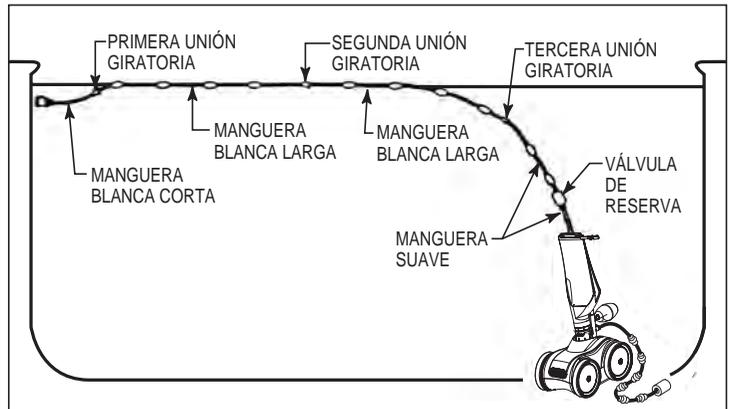 PRIMERA UNIÓN
GIRATORIA
SEGUNDA UNIÓN
GIRATORIA
TERCERA UNIÓN
GIRATORIA
MANGUERA
BLANCA LARGA
MANGUERA
BLANCA LARGA
MANGUERA
BLANCA CORTA
VÁLVULA
DE
RESERVA
MANGUERA
SUAVE